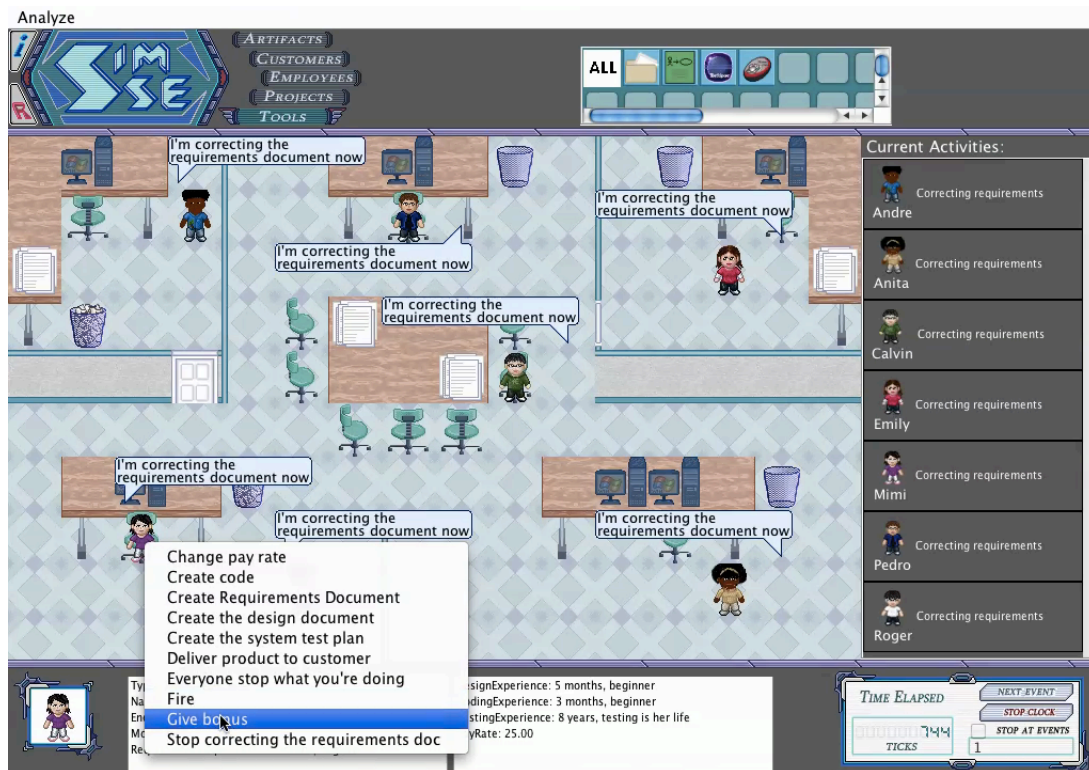 Analyze
i
R
SIMSE
ARTIFACTS
CUSTOMERS
EMPLOYEES
PROJECTS
TOOLS
ALL
I'm correcting the
requirements document now
I'm correcting the
requirements document now
I'm correcting the
requirements document now
I'm correcting the
requirements document now
I'm correcting the
requirements document now
I'm correcting the
requirements document now
I'm correcting the
requirements document now
Current Activities:
Correcting requirements
Andre
Correcting requirements
Anita
Correcting requirements
Calvin
Correcting requirements
Emily
Correcting requirements
Mimi
Correcting requirements
Pedro
Correcting requirements
Roger
Change pay rate
Create code
Create Requirements Document
Create the design document
Create the system test plan
Deliver product to customer
Everyone stop what you're doing
Fire
Give bonus
Stop correcting the requirements doc
esignExperience: 5 months, beginner
dingExperience: 3 months, beginner
stingExperience: 8 years, testing is her life
yRate: 25.00
TIME ELAPSED
744
TICKS
NEXT EVENT
STOP CLOCK
STOP AT EVENTS
1